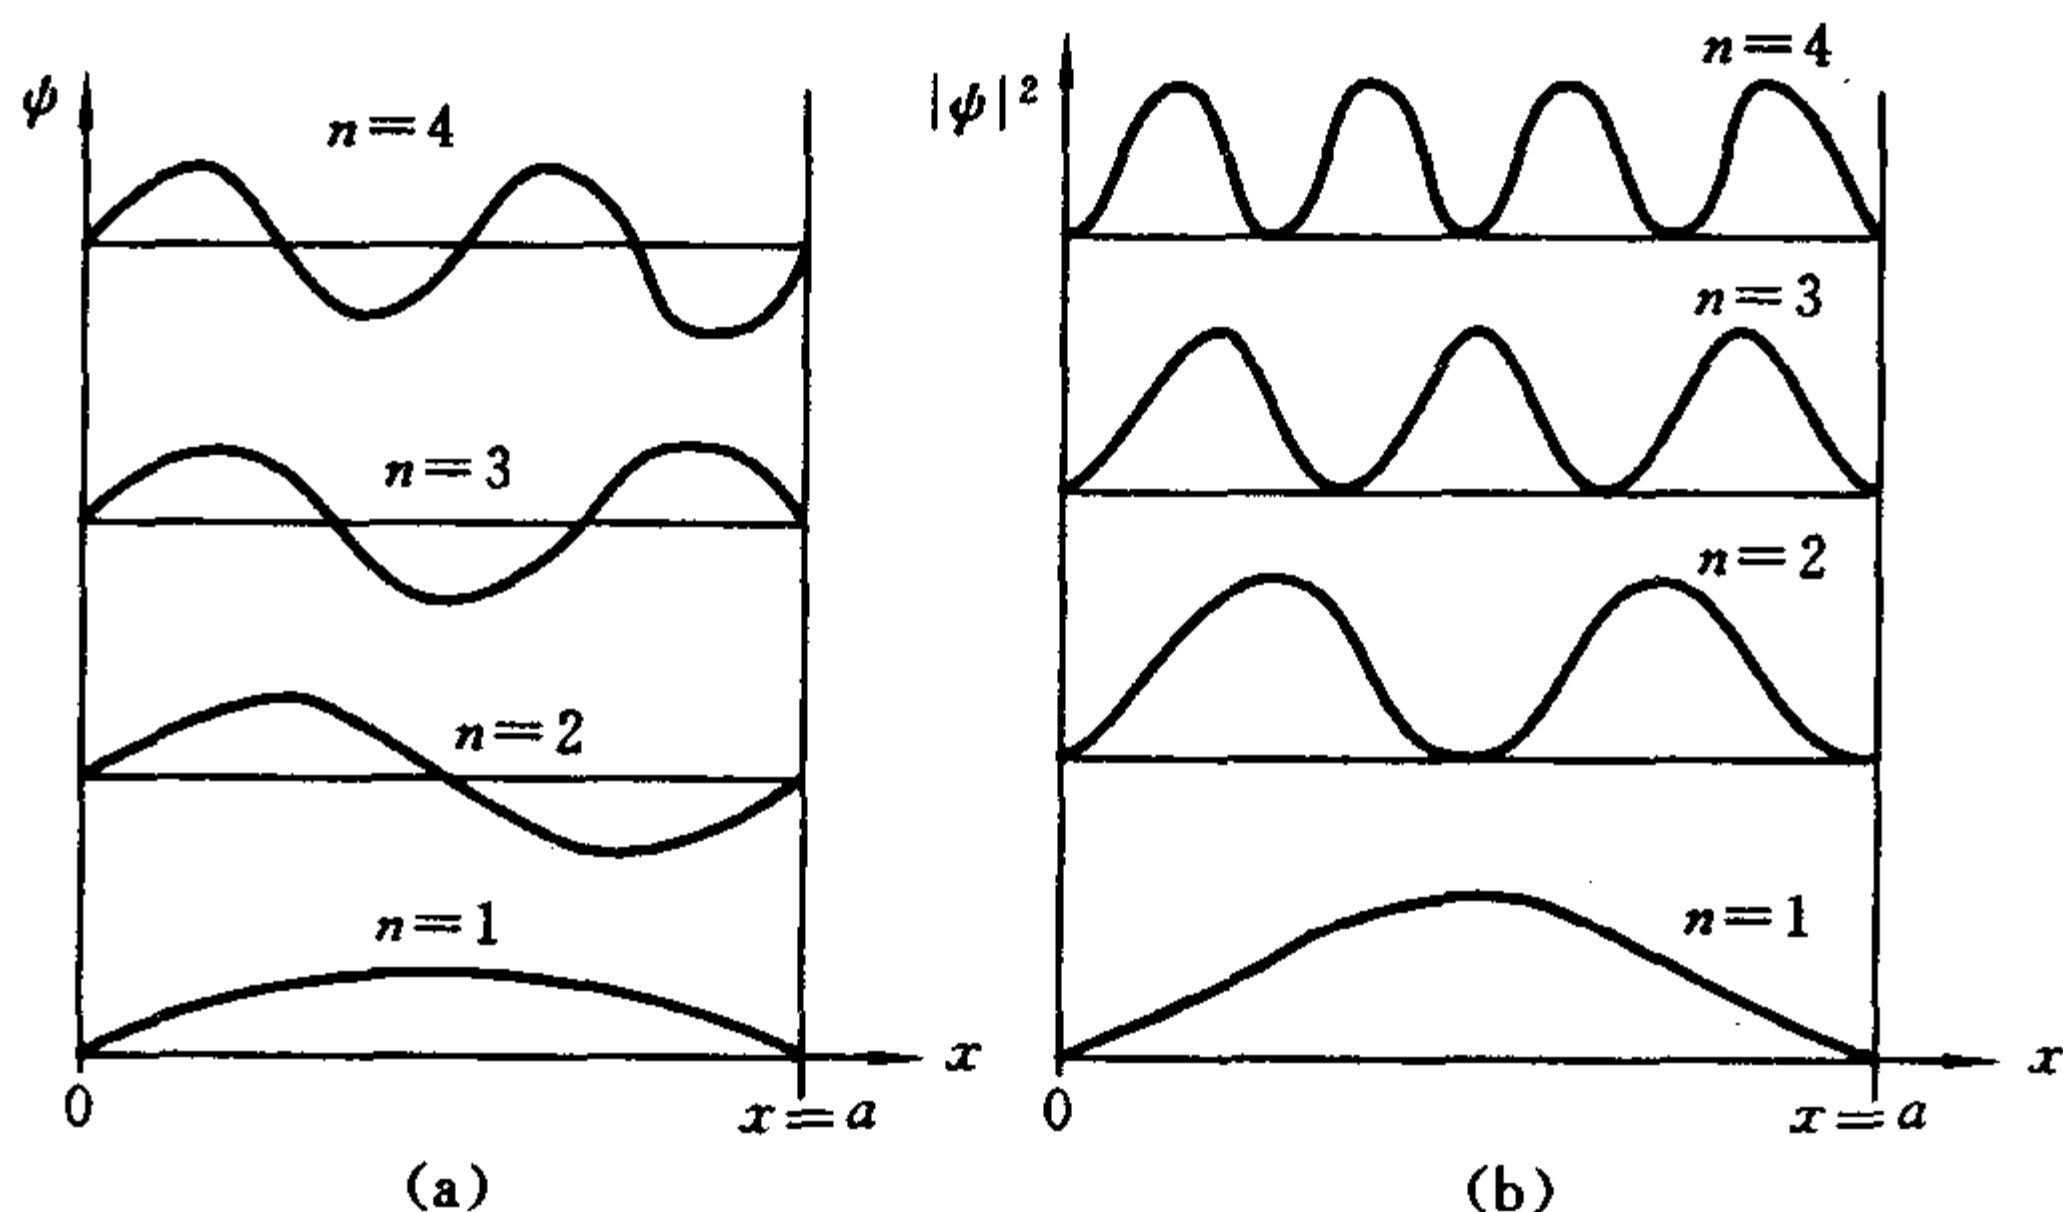 ψ
n=4
n=3
n=2
n=1
x
0
x=a
(a)
|ψ|²
n=4
n=3
n=2
n=1
x
0
x=a
(b)